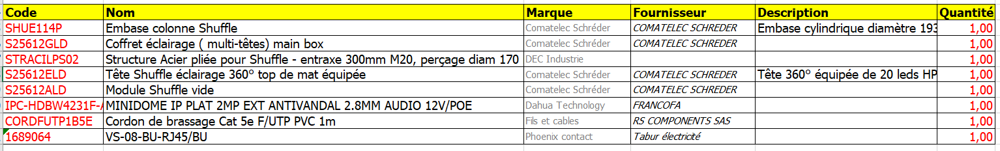 Code Nom Marque Fournisseur Description Quantité
SHUE114P Embase colonne Shuffle Comatelec Schréder COMATELEC SCHREDER Embase cylindrique diamètre 193 1,00
S25612GLD Coffret éclairage ( multi-têtes) main box Comatelec Schréder COMATELEC SCHREDER 1,00
STRACILPS02 Structure Acier pliée pour Shuffle - entraxe 300mm M20, perçage diam 170 DEC Industrie 1,00
S25612ELD Tête Shuffle éclairage 360° top de mat équipée Comatelec Schréder COMATELEC SCHREDER Tête 360° équipée de 20 leds HP 1,00
S25612ALD Module Shuffle vide Comatelec Schréder COMATELEC SCHREDER 1,00
IPC-HDBW4231F-A MINIDOME IP PLAT 2MP EXT ANTIVANDAL 2.8MM AUDIO 12V/POE Dahua Technology FRANCOFA 1,00
CORDFUTP1B5E Cordon de brassage Cat 5e F/UTP PVC 1m Fils et cables RS COMPONENTS SAS 1,00
1689064 VS-08-BU-RJ45/BU Phoenix contact Tabur électricité 1,00